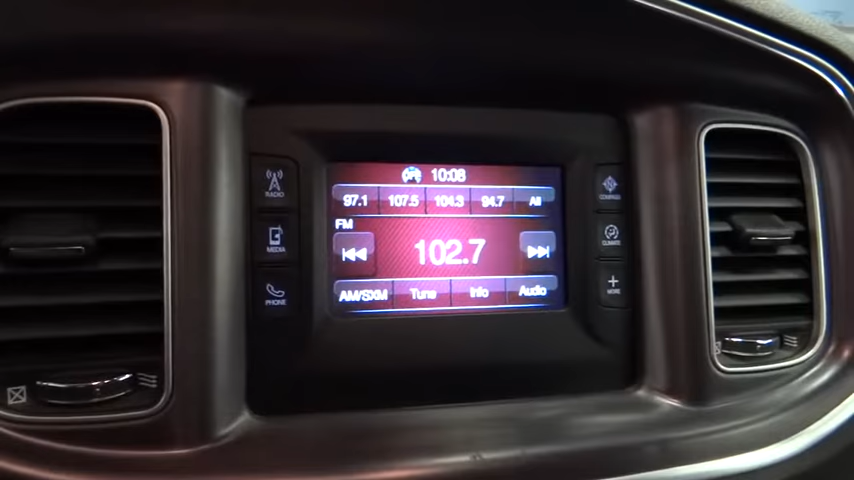 10:08
97.1 107.5 104.3 94.7 All
FM
102.7
AM/SXM Tune Info Audio
RADIO
MEDIA
PHONE
COMPASS
CLIMATE
MORE